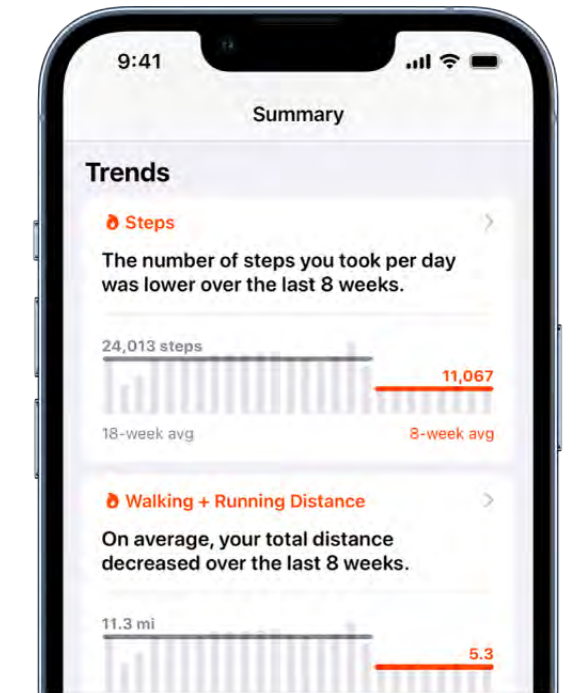 9:41
Summary
Trends
Steps
The number of steps you took per day
was lower over the last 8 weeks.
24,013 steps
11,067
18-week avg
8-week avg
Walking + Running Distance
On average, your total distance
decreased over the last 8 weeks.
11.3 mi
5.3